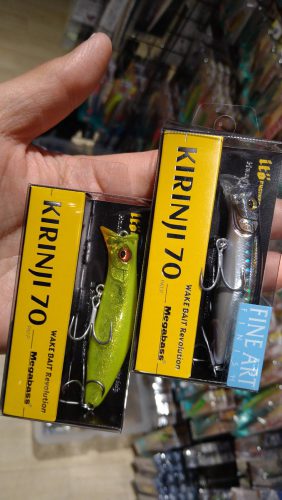 KIRINJI 70
WAKE BAIT Revolution
Megabass
KIRINJI 70
WAKE BAIT Revolution
Megabass
FINE ART